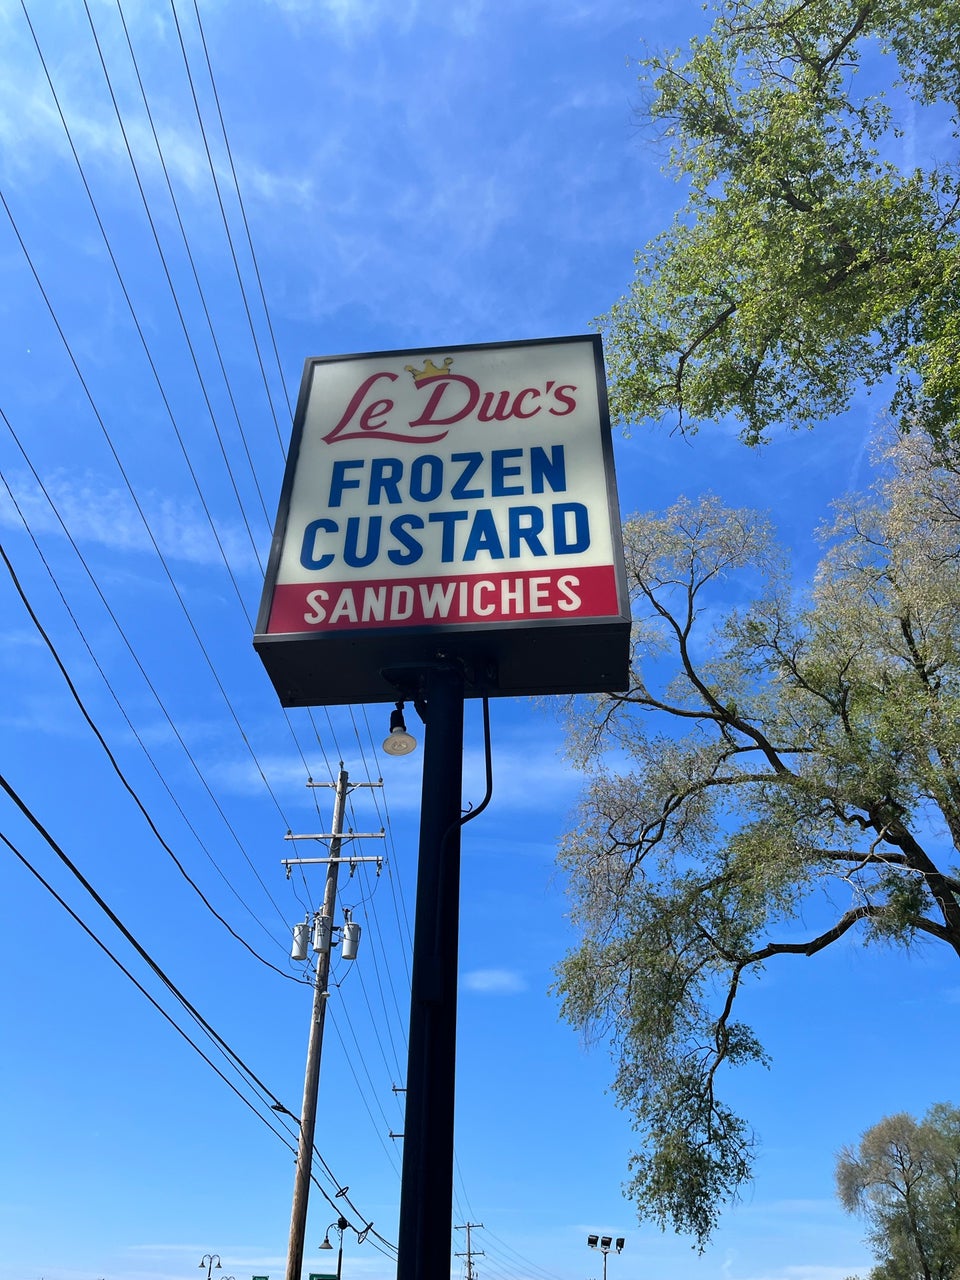 Le Duc's
FROZEN
CUSTARD
SANDWICHES